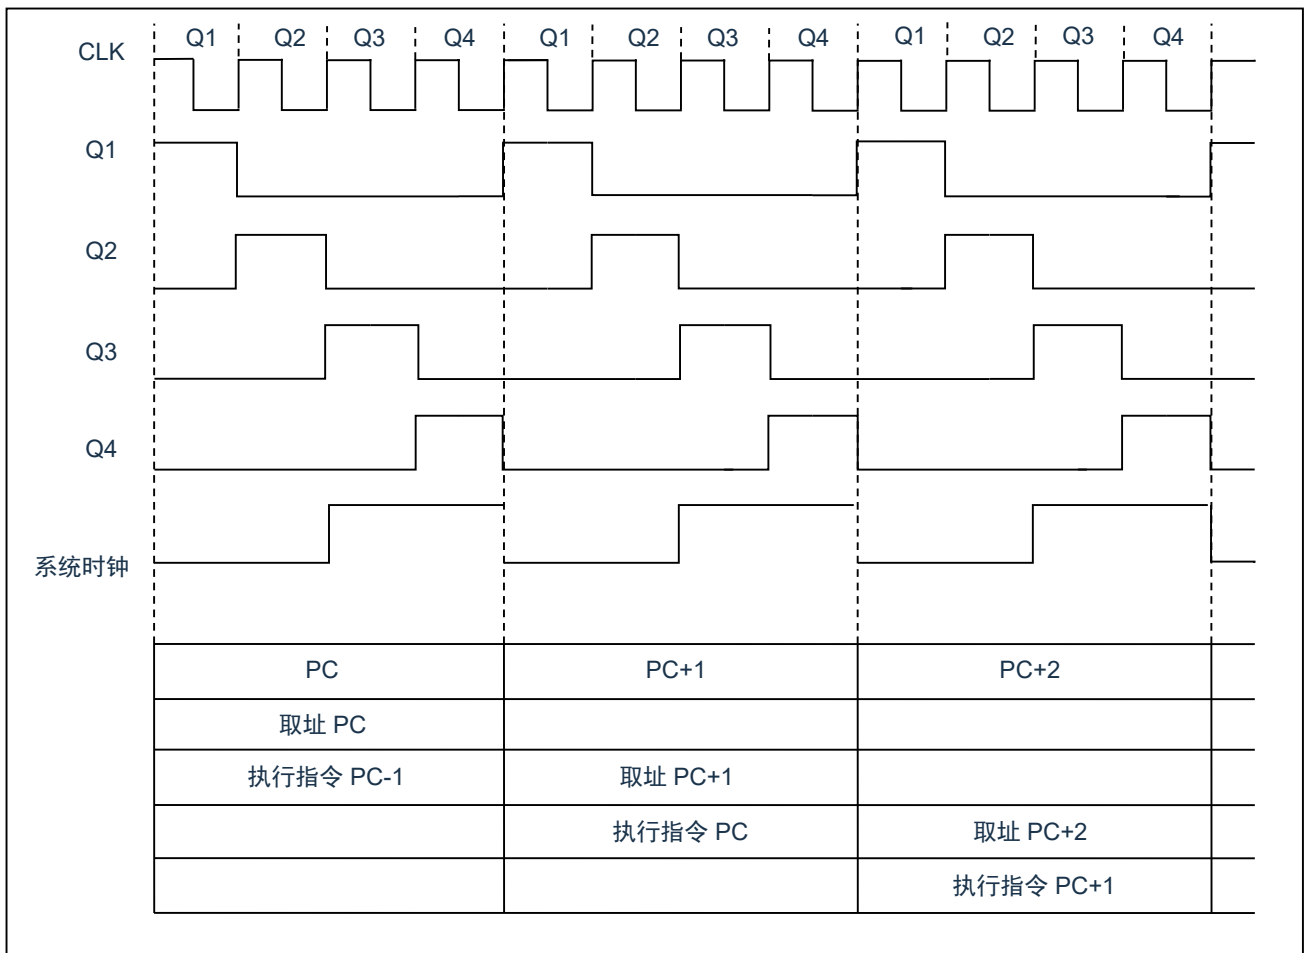 Q1 Q2 Q3 Q4 Q1 Q2 Q3 Q4 Q1 Q2 Q3 Q4
CLK
Q1
Q2
Q3
Q4
系统时钟
PC PC+1 PC+2
取址 PC
执行指令 PC-1 取址 PC+1
执行指令 PC 取址 PC+2
执行指令 PC+1